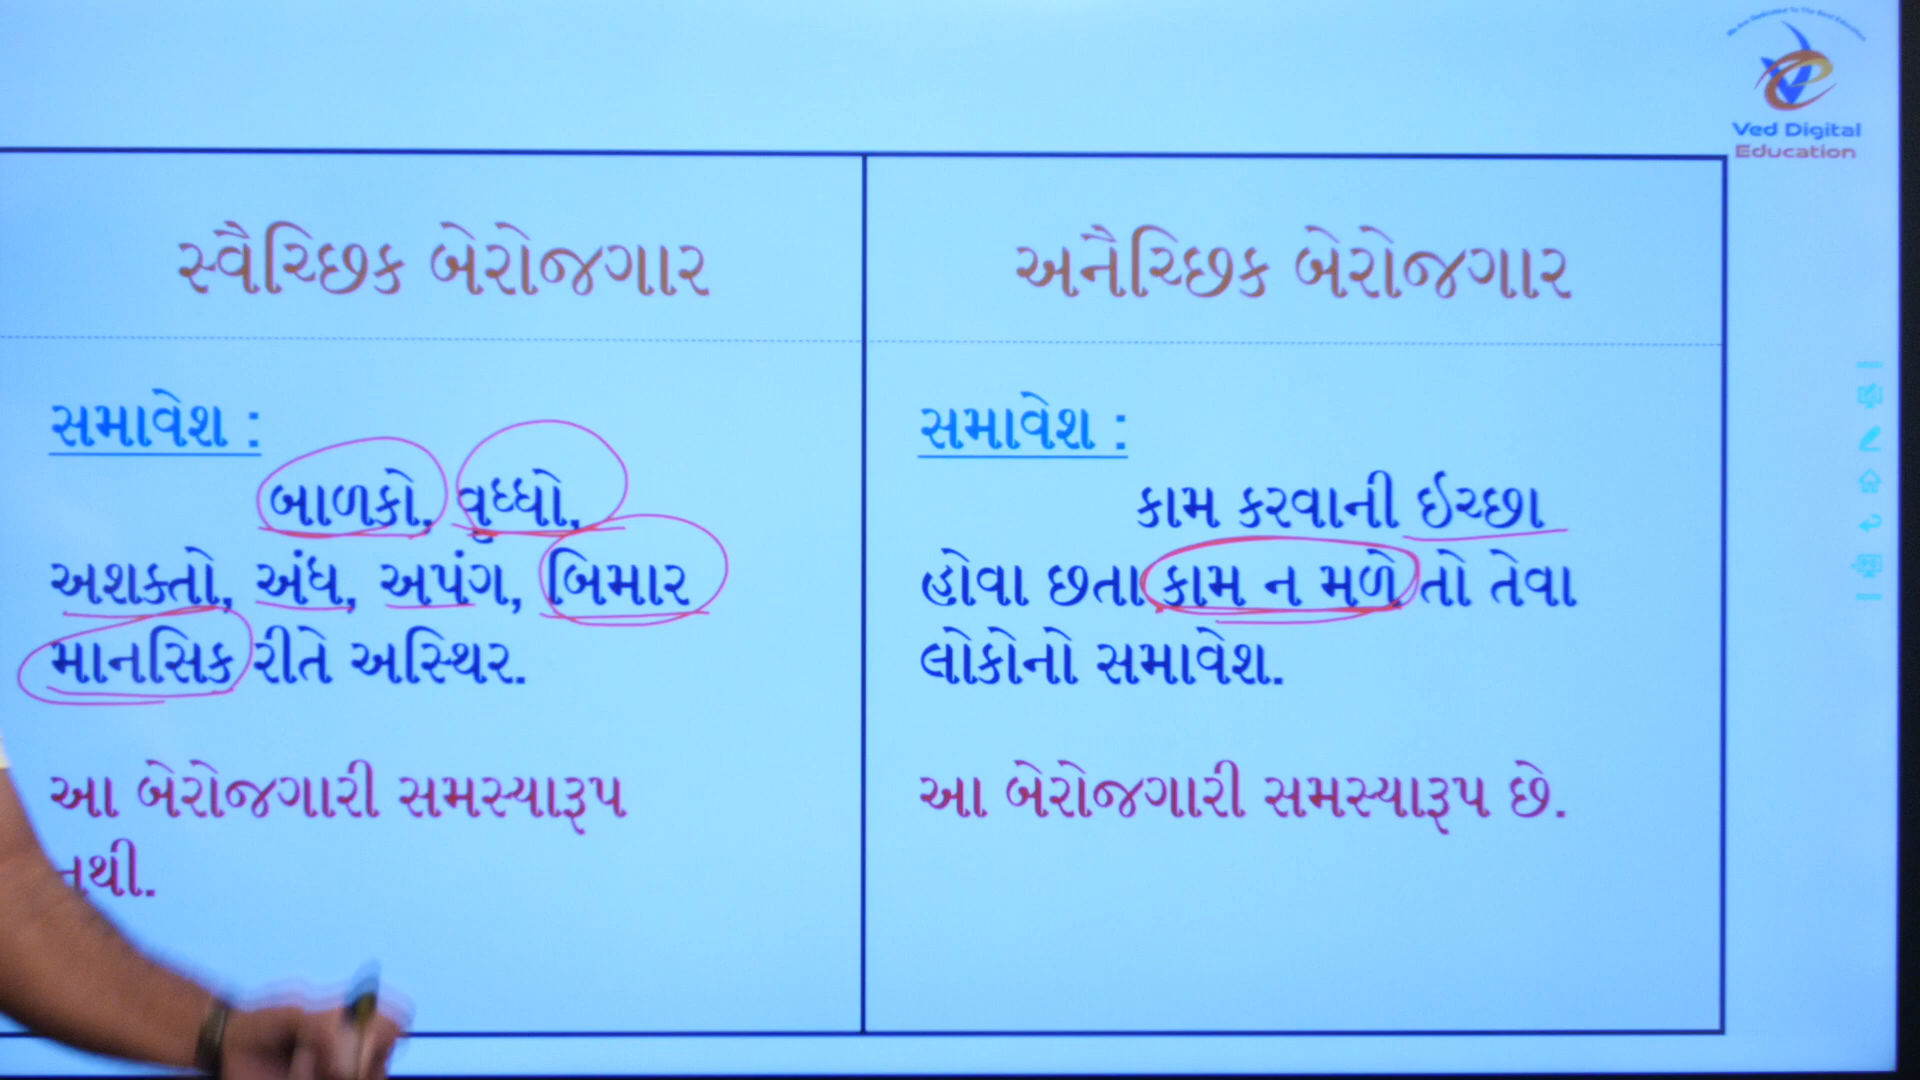 Ved Digital
Education
સ્વૈચ્છિક બેરોજગાર
સમાવેશ :
બાળકો, વૃધ્ધો,
અશક્તો, અંધ, અપંગ, બિમાર
માનસિક રીતે અસ્થિર.
આ બેરોજગારી સમસ્યારૂપ
નથી.
અનૈચ્છિક બેરોજગાર
સમાવેશ :
કામ કરવાની ઈચ્છા
હોવા છતા કામ ન મળે તો તેવા
લોકોનો સમાવેશ.
આ બેરોજગારી સમસ્યારૂપ છે.